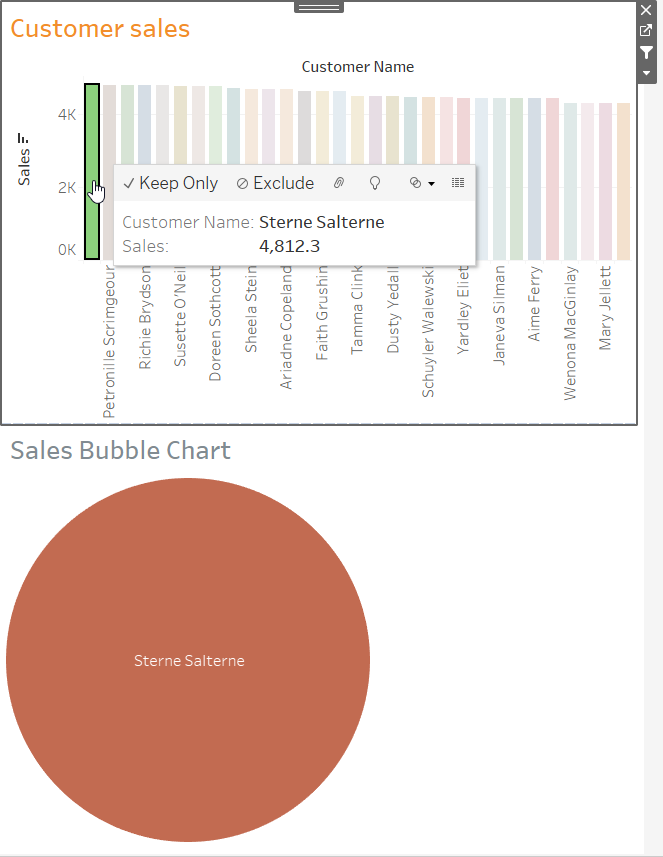 Customer sales
Customer Name
Sales
4K
2K
0K
Keep Only
Exclude
Customer Name: Sterne Salterne
Sales: 4,812.3
Petronille Scrimgeour
Richie Brydson
Susette O'Neil
Doreen Sothcott
Sheela Stein
Ariadne Copeland
Faith Grushin
Tamma Clink
Dusty Yedall
Schuyler Walewski
Yardley Eliet
Janeva Silman
Aime Ferry
Wenona MacGinlay
Mary Jellett
Sales Bubble Chart
Sterne Salterne